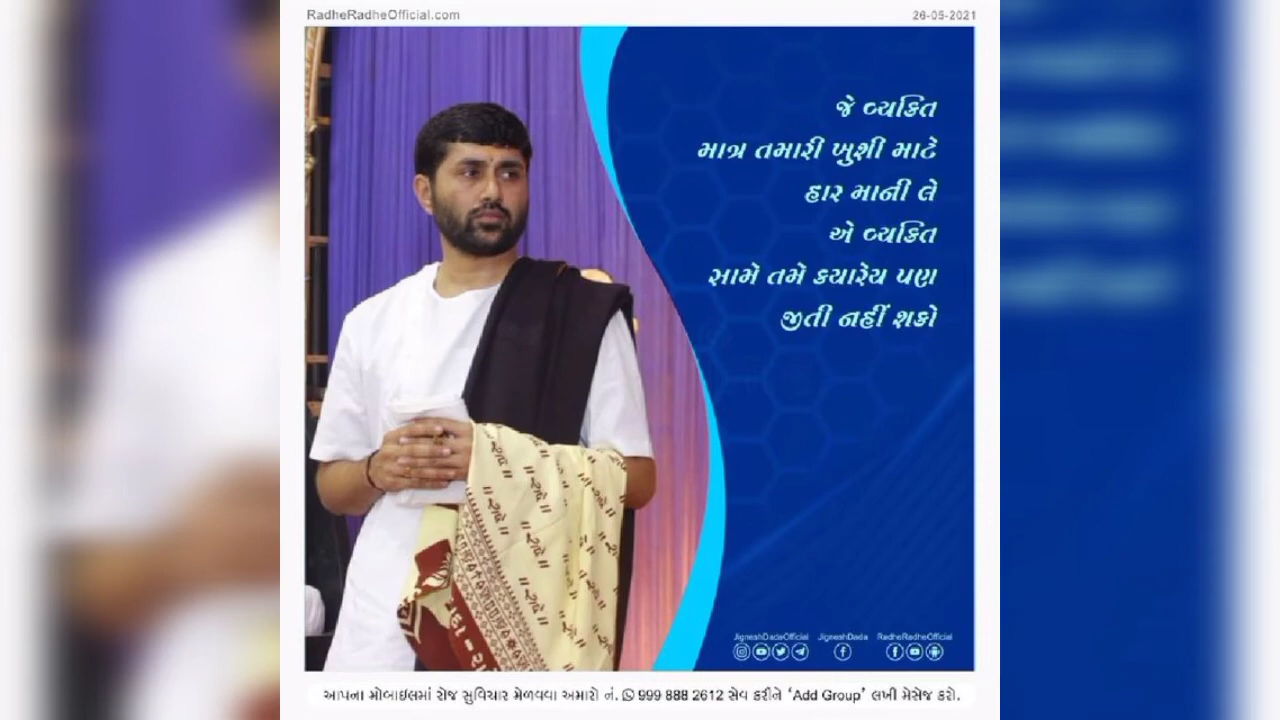 RadheRadheOfficial.com
26-05-2021
જે વ્યકિત
માત્ર તમારી ખુશી માટે
હાર માની લે
એ વ્યકિત
સામે તમે કયારેય પણ
જીતી નહીં શકો
JigneshDadaOfficial JigneshDada RadheRadheOfficial
આપના મોબાઇલમાં રોજ સુવિચાર મેળવવા અમારો નં. 999 888 2612 સેવ કરીને ‘Add Group’ લખી મેસેજ કરો.